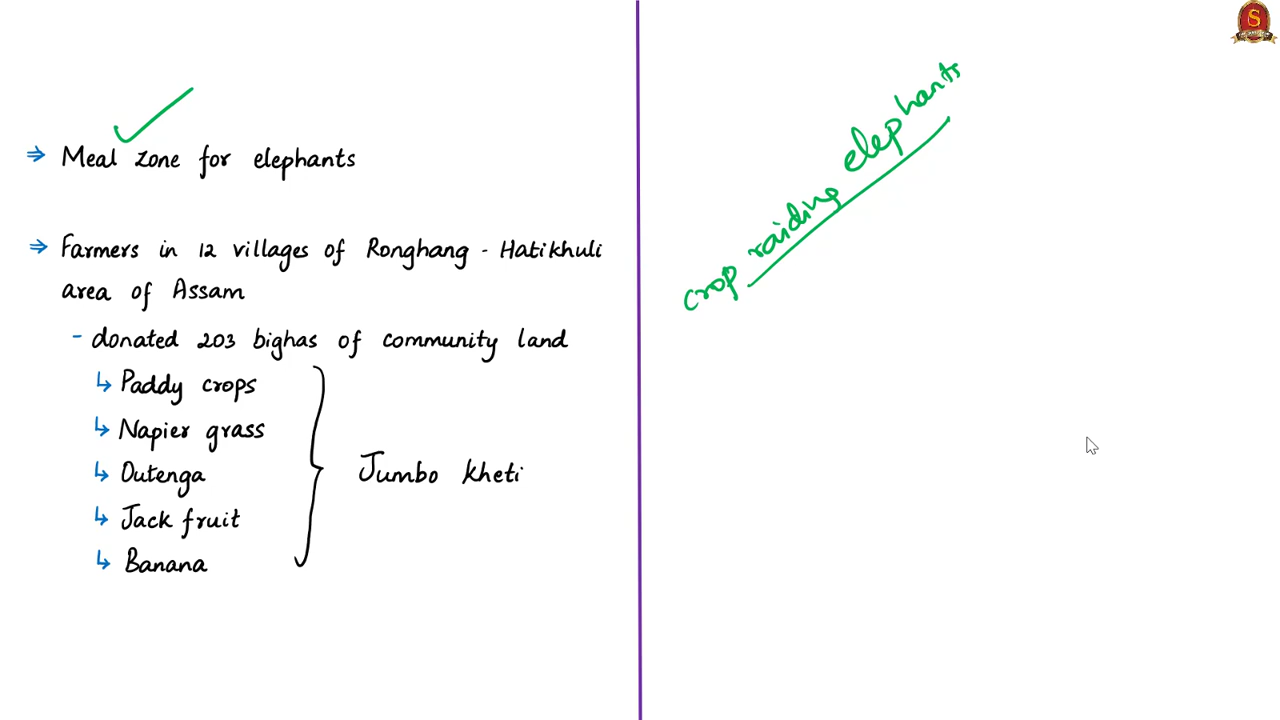 ⇒ Meal zone for elephants
⇒ Farmers in 12 villages of Ronghang - Hatikhuli
area of Assam
- donated 203 bighas of community land
↳ Paddy crops
↳ Napier grass
↳ Outenga
↳ Jack fruit
↳ Banana
Jumbo Kheti
crop raiding elephants
S